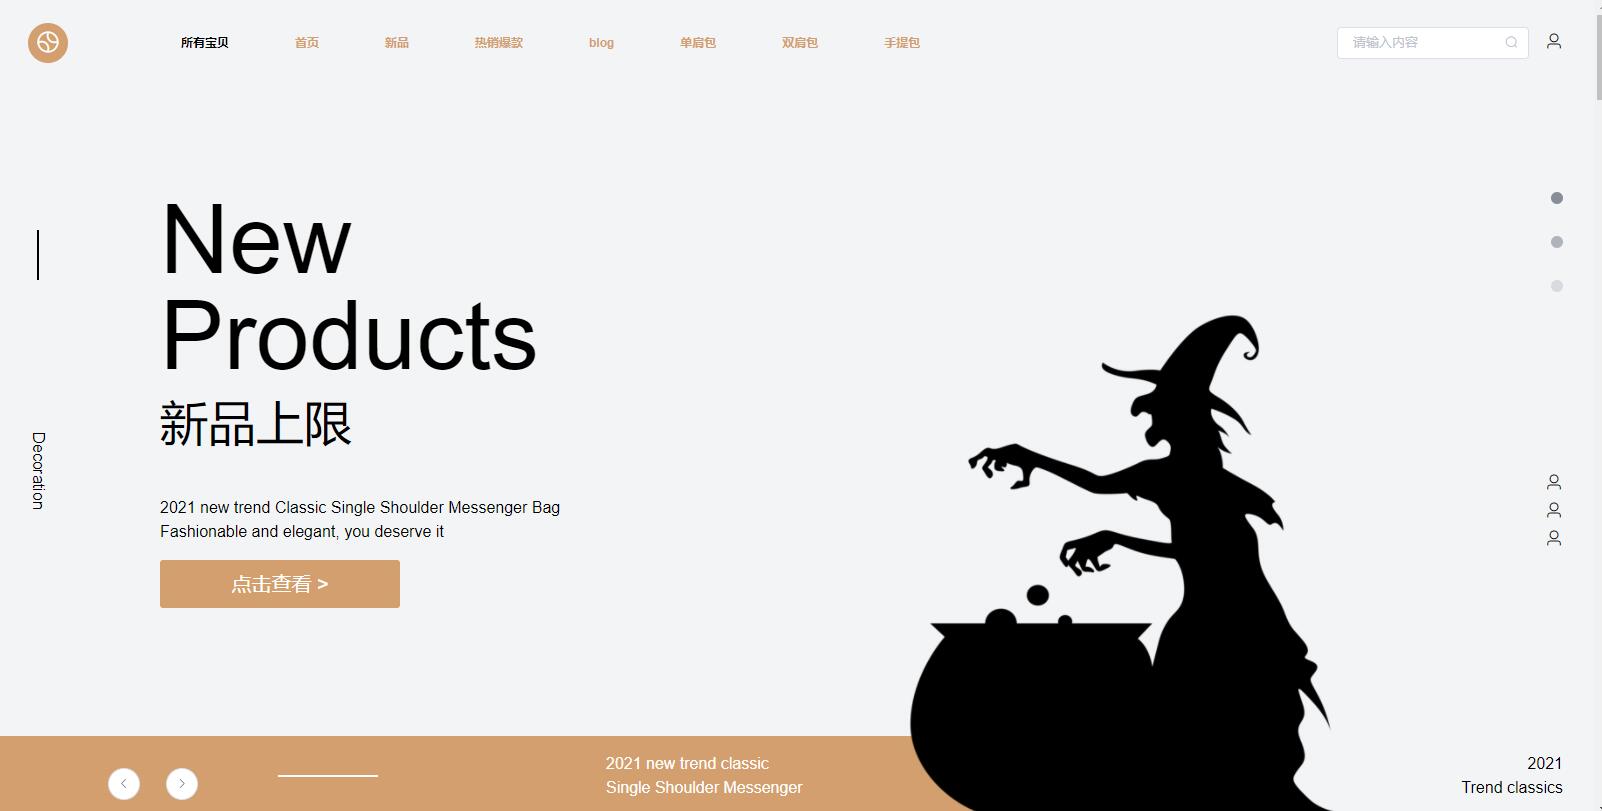 所有宝贝
首页
新品
热销爆款
blog
单肩包
双肩包
手提包
请输入内容
New
Products
新品上限
Decoration
2021 new trend Classic Single Shoulder Messenger Bag
Fashionable and elegant, you deserve it
点击查看 >
2021 new trend classic
Single Shoulder Messenger
2021
Trend classics